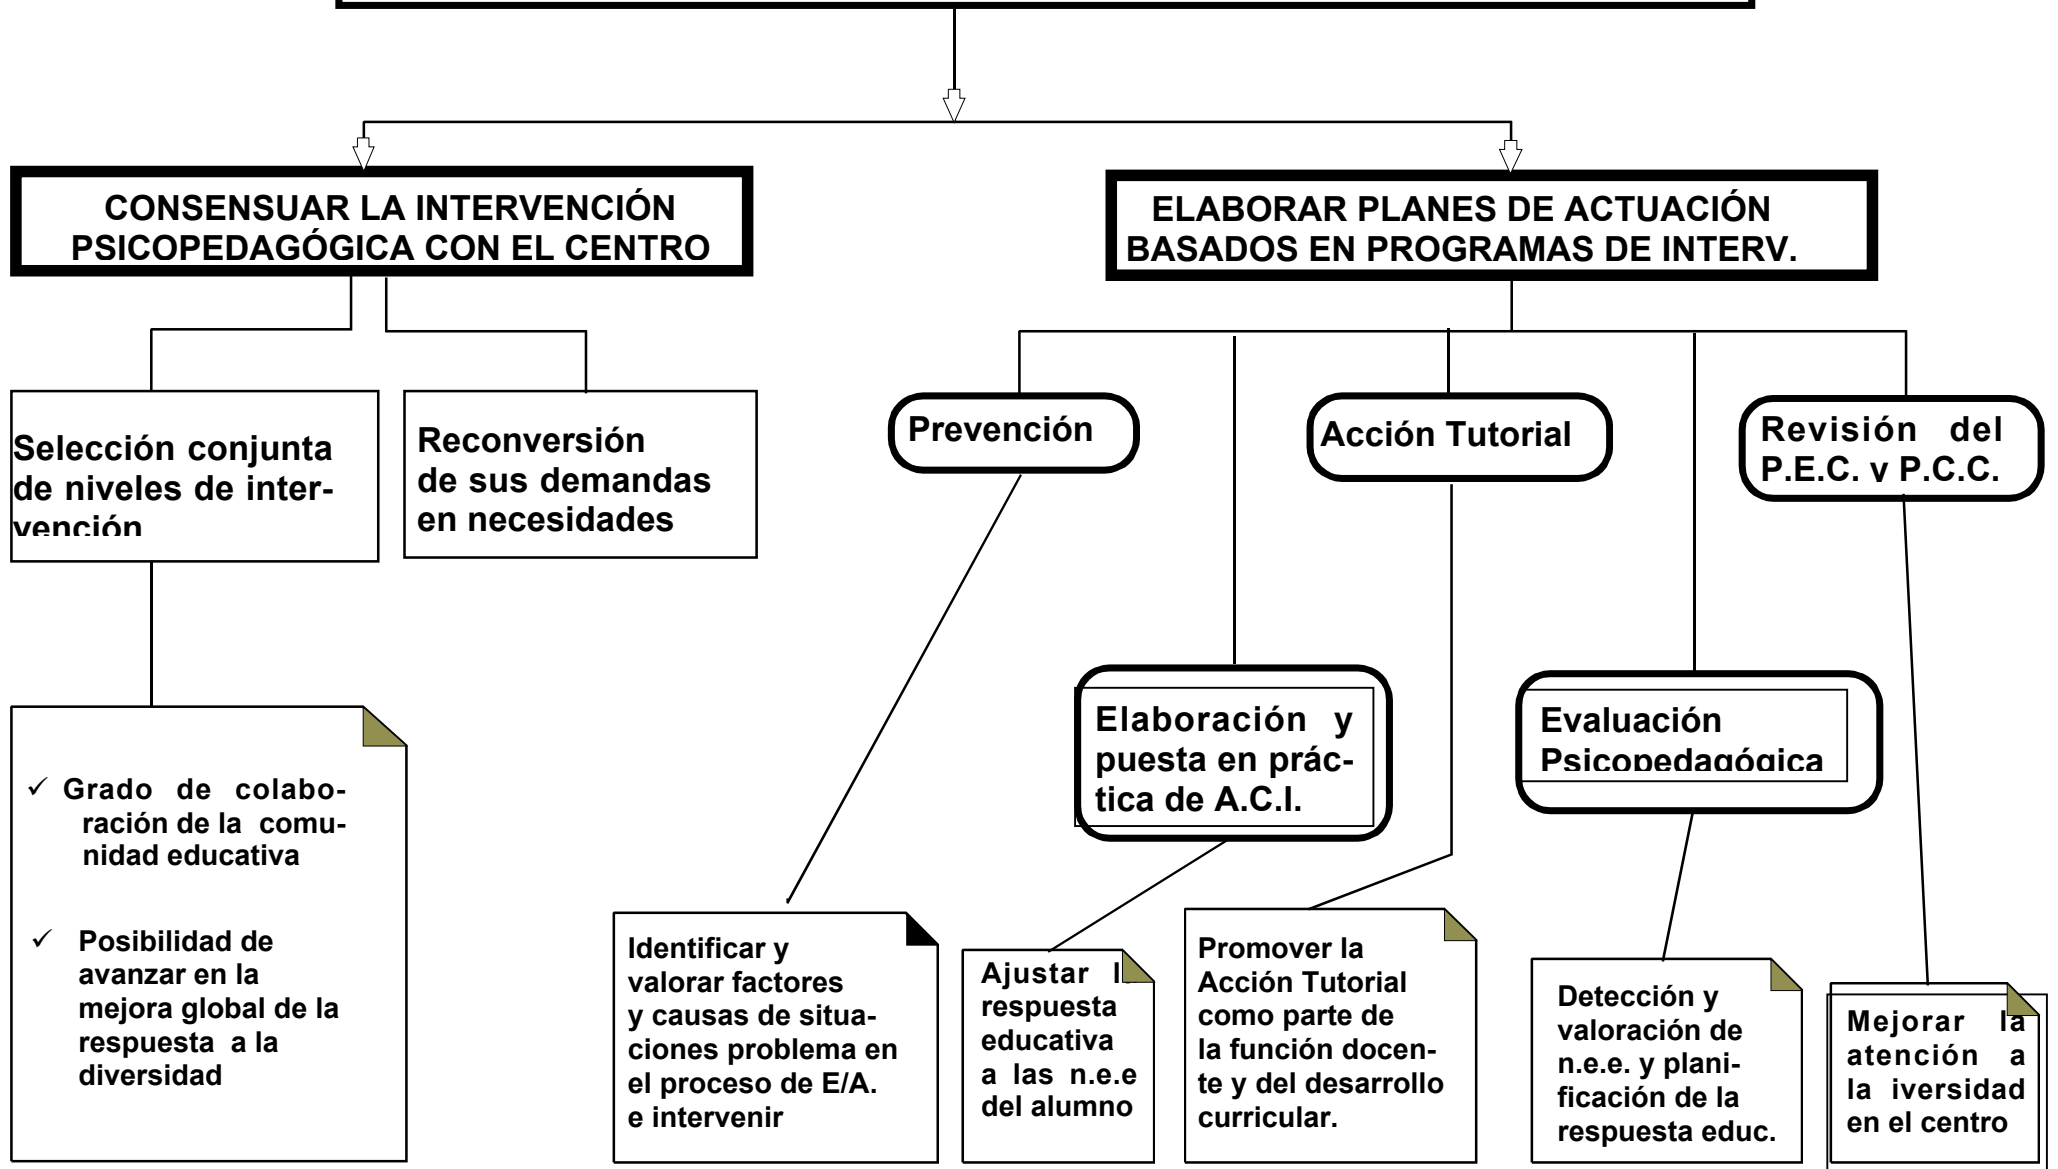 CONSENSUAR LA INTERVENCIÓN
PSICOPEDAGÓGICA CON EL CENTRO
ELABORAR PLANES DE ACTUACIÓN
BASADOS EN PROGRAMAS DE INTERV.
Selección conjunta
de niveles de inter-
vención
Reconversión
de sus demandas
en necesidades
Prevención
Acción Tutorial
Revisión del
P.E.C. y P.C.C.
Elaboración y
puesta en prác-
tica de A.C.I.
Evaluación
Psicopedagógica
✓ Grado de colabo-
ración de la comu-
nidad educativa
✓ Posibilidad de
avanzar en la
mejora global de la
respuesta a la
diversidad
Identificar y
valorar factores
y causas de situa-
ciones problema en
el proceso de E/A.
e intervenir
Ajustar la
respuesta
educativa
a las n.e.e
del alumno
Promover la
Acción Tutorial
como parte de
la función docen-
te y del desarrollo
curricular.
Detección y
valoración de
n.e.e. y plani-
ficación de la
respuesta educ.
Mejorar la
atención a
la iversidad
en el centro